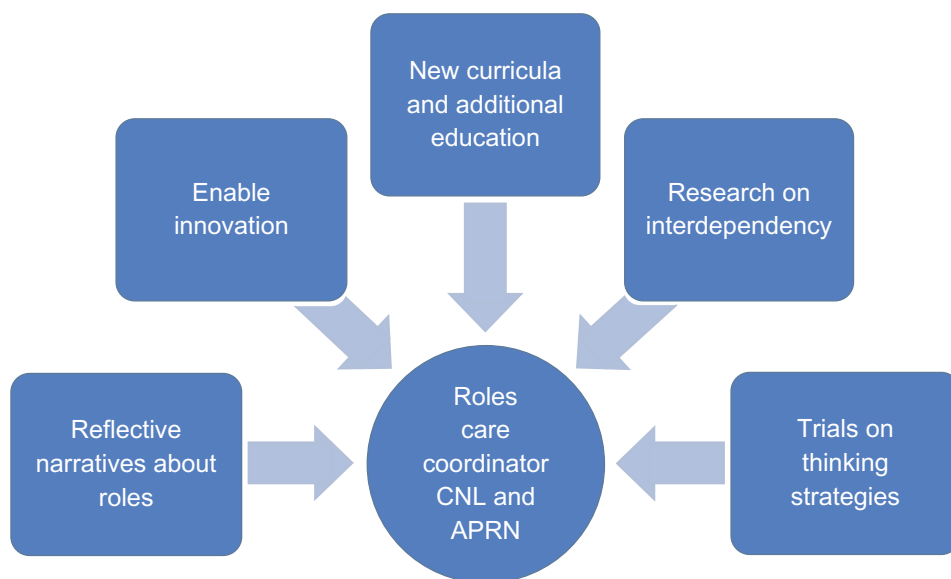 New curricula
and additional
education
Enable
innovation
Research on
interdependency
Reflective
narratives about
roles
Roles
care
coordinator
CNL and
APRN
Trials on
thinking
strategies